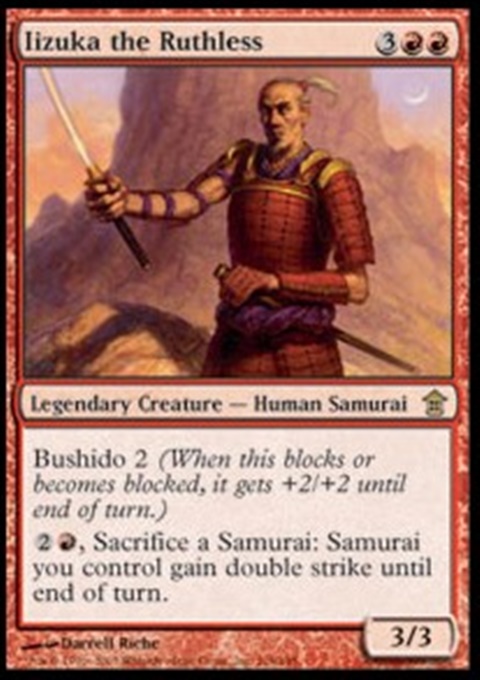 Iizuka the Ruthless 3
Legendary Creature — Human Samurai
Bushido 2 (When this blocks or
becomes blocked, it gets +2/+2 until
end of turn.)
2, Sacrifice a Samurai: Samurai
you control gain double strike until
end of turn.
Darrell Riche
3/3